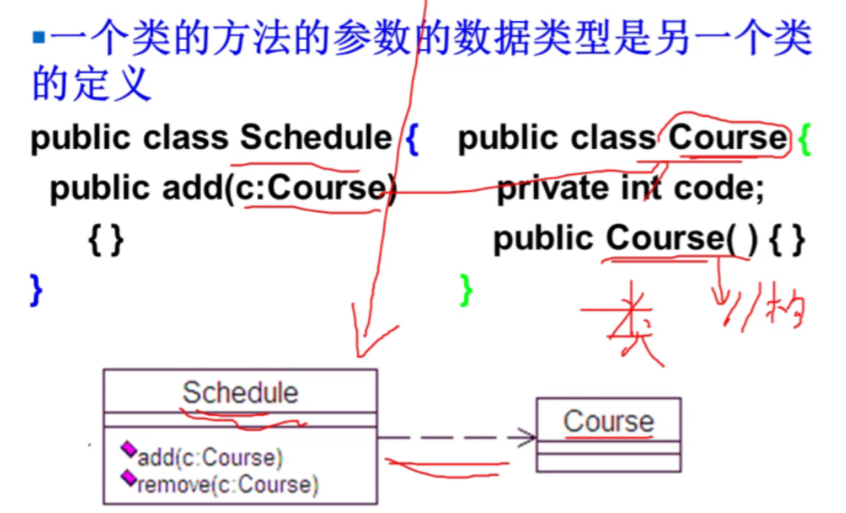 一个类的方法的参数的数据类型是另一个类
的定义
public class Schedule {
public add(c:Course)
{ }
}
public class Course {
private int code;
public Course( ) { }
}
类
//构
Schedule
add(c:Course)
remove(c:Course)
Course